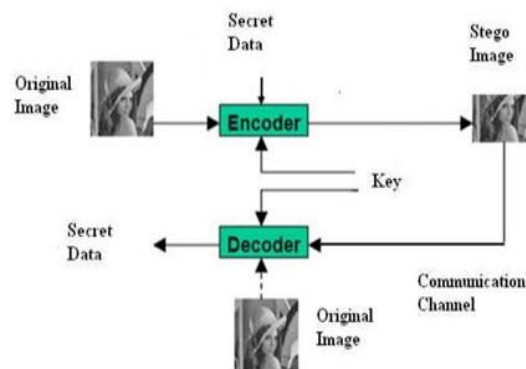 Secret
Data
Stego
Image
Original
Image
Encoder
Key
Secret
Data
Decoder
Communication
Channel
Original
Image